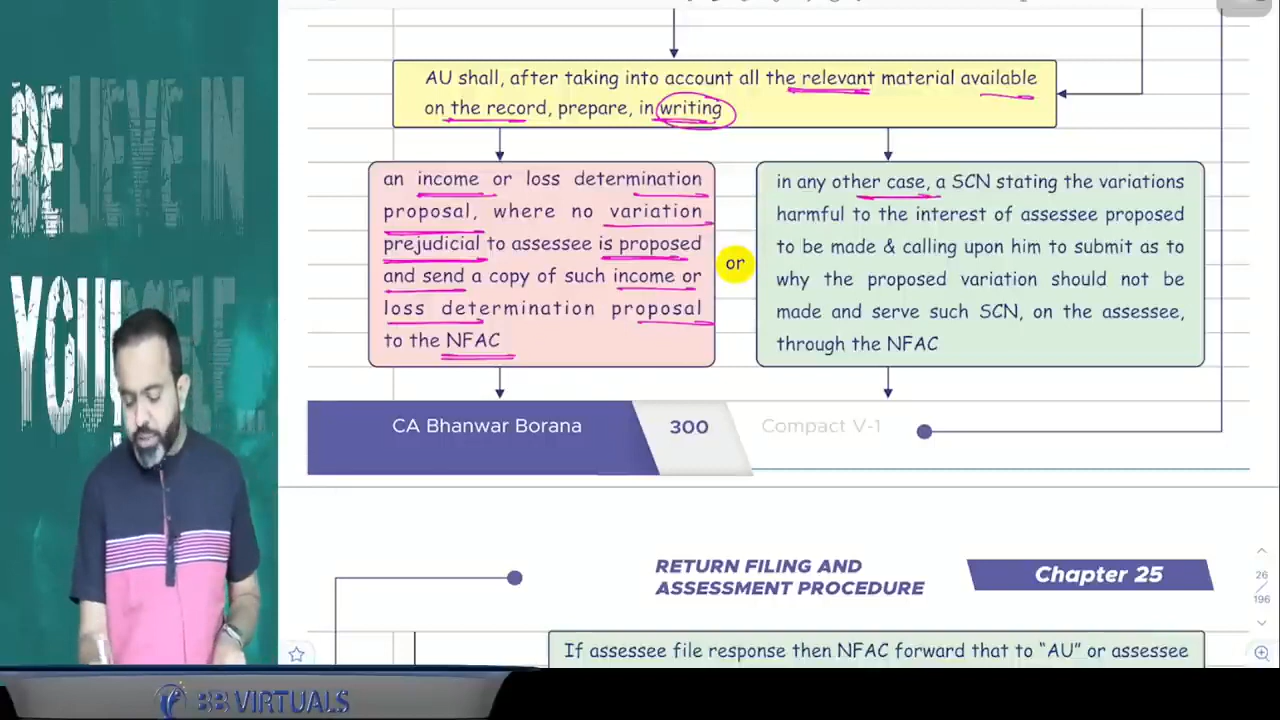 BELIEVE IN
YOURSELF...
AU shall, after taking into account all the relevant material available
on the record, prepare, in writing
an income or loss determination
proposal, where no variation
prejudicial to assessee is proposed
and send a copy of such income or
loss determination proposal
to the NFAC
or
in any other case, a SCN stating the variations
harmful to the interest of assessee proposed
to be made & calling upon him to submit as to
why the proposed variation should not be
made and serve such SCN, on the assessee,
through the NFAC
CA Bhanwar Borana
300
Compact V-1
RETURN FILING AND
ASSESSMENT PROCEDURE
Chapter 25
26
196
If assessee file response then NFAC forward that to "AU" or assessee
BB VIRTUALS